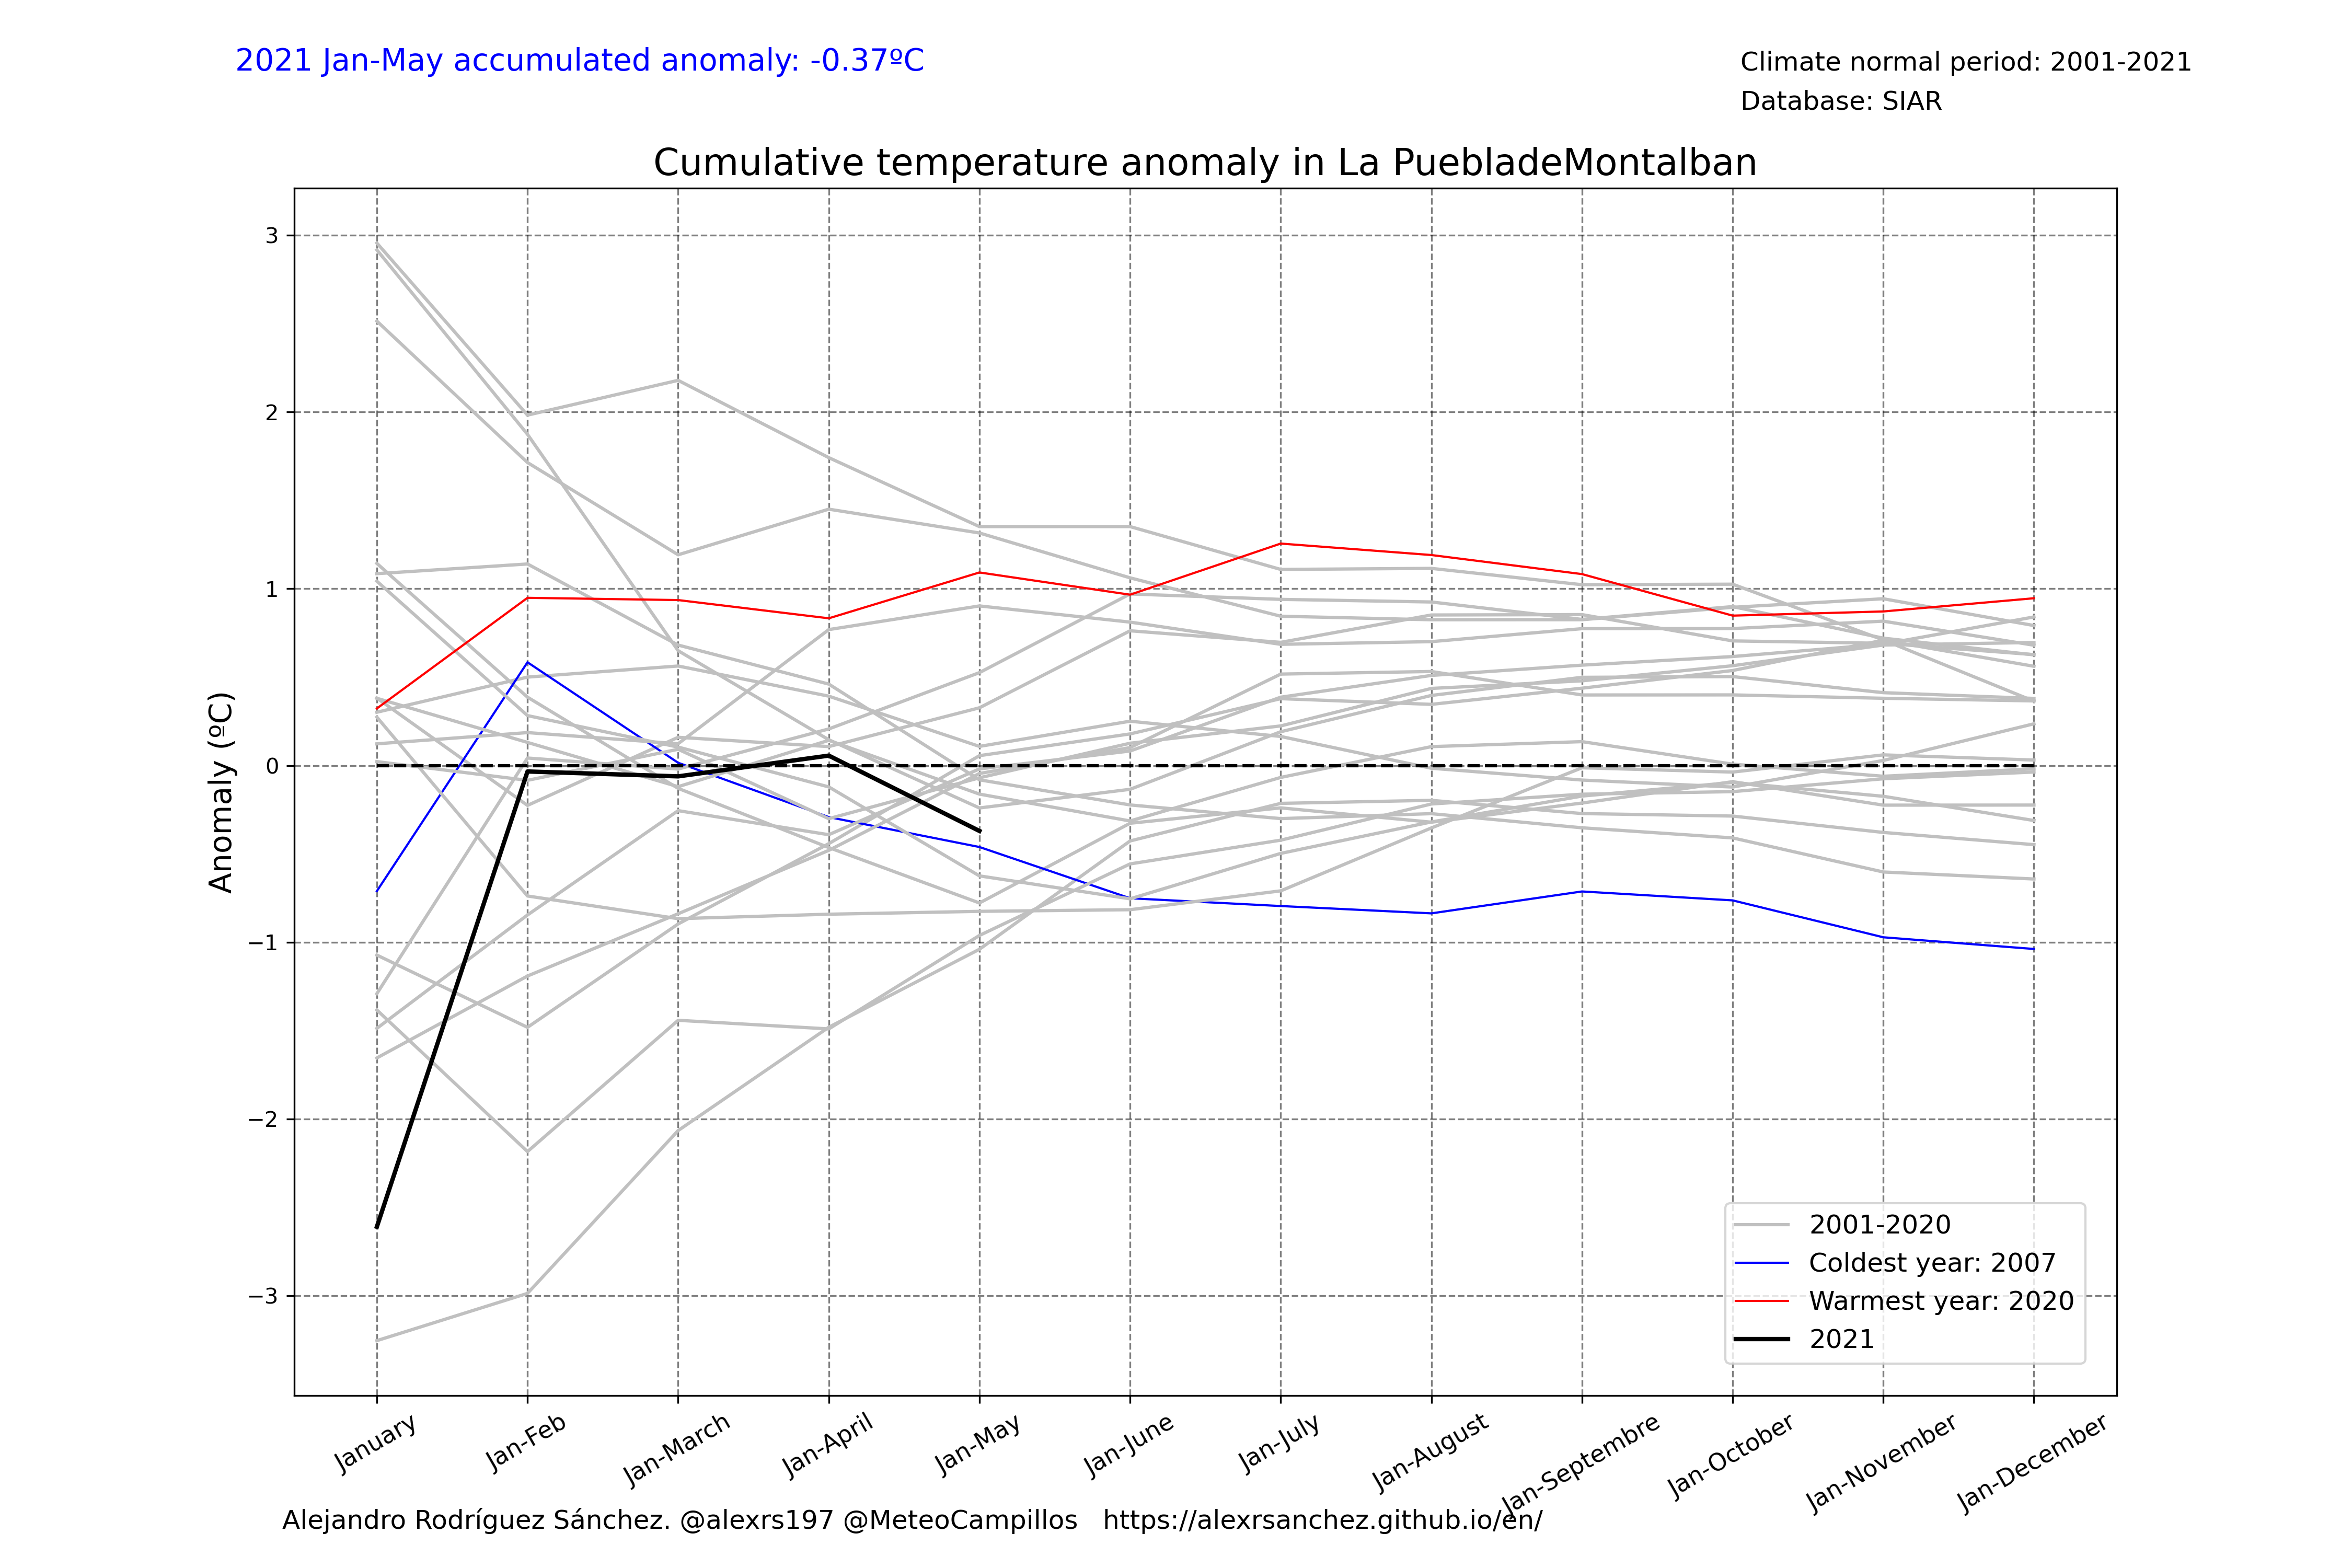 2021 Jan-May accumulated anomaly: -0.37ºC
Climate normal period: 2001-2021
Database: SIAR
Cumulative temperature anomaly in La PuebladeMontalban
Anomaly (ºC)
3
2
1
0
−1
−2
−3
2001-2020
Coldest year: 2007
Warmest year: 2020
2021
January
Jan-Feb
Jan-March
Jan-April
Jan-May
Jan-June
Jan-July
Jan-August
Jan-Septembre
Jan-October
Jan-November
Jan-December
Alejandro Rodríguez Sánchez. @alexrs197 @MeteoCampillos   https://alexrsanchez.github.io/en/